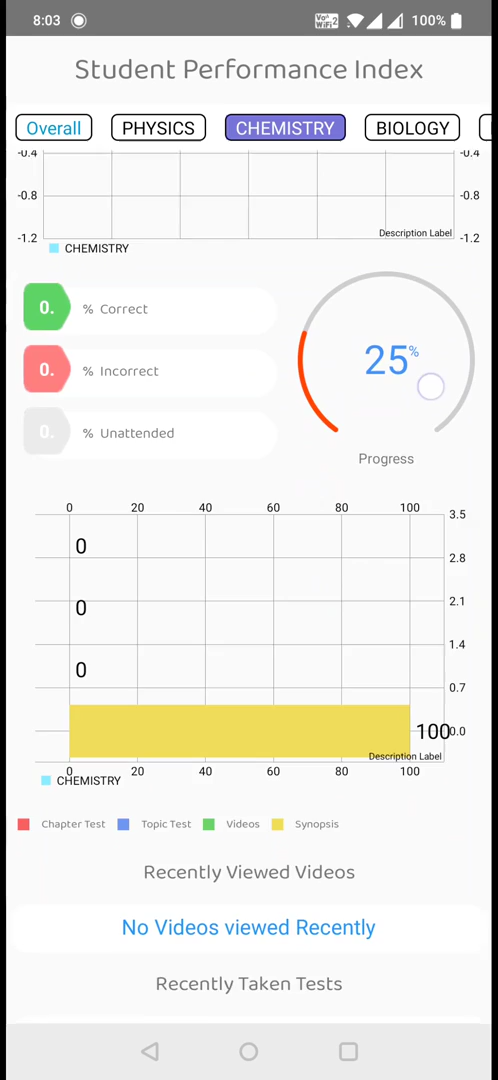 8:03 Vo᠎ WiFi 2 100%
Student Performance Index
Overall PHYSICS CHEMISTRY BIOLOGY
-0.4 -0.4
-0.8 -0.8
-1.2 Description Label -1.2
CHEMISTRY
0. % Correct
0. % Incorrect
0. % Unattended
25%
Progress
0 20 40 60 80 100
3.5
0
2.8
0
2.1
1.4
0
0.7
100 0.0
Description Label
0 20 40 60 80 100
CHEMISTRY
Chapter Test Topic Test Videos Synopsis
Recently Viewed Videos
No Videos viewed Recently
Recently Taken Tests